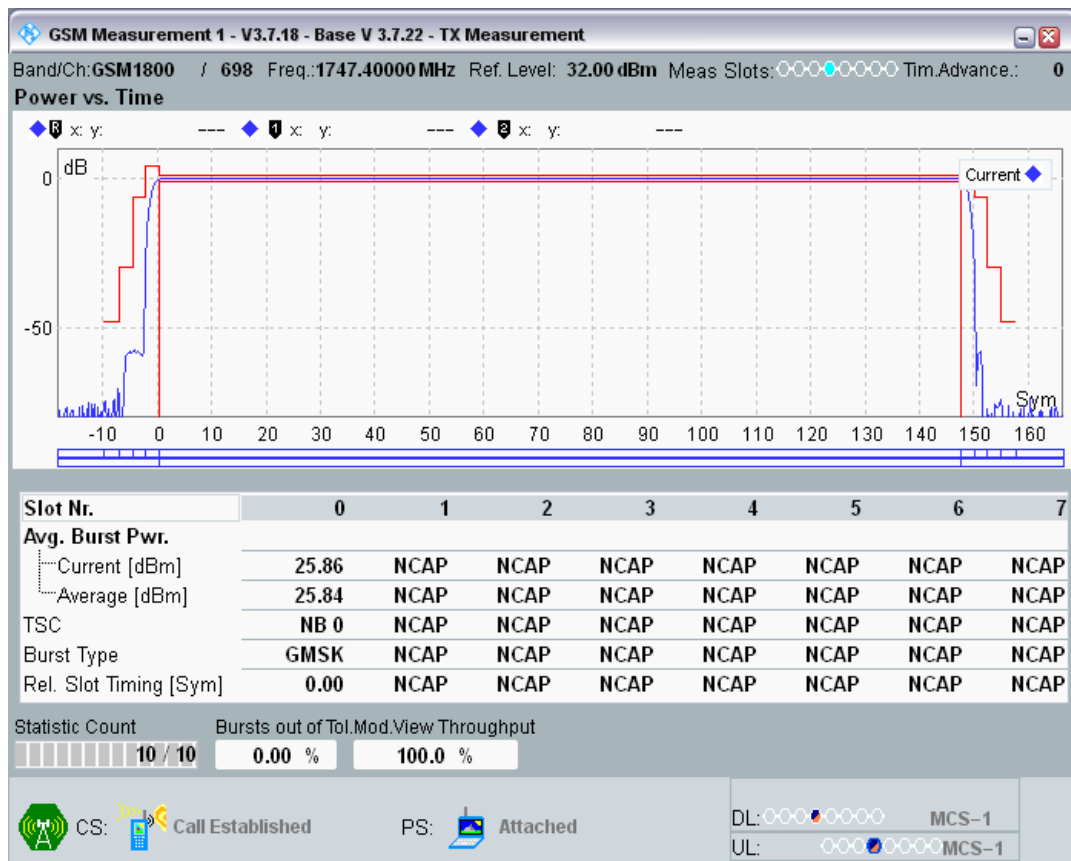 GSM Measurement 1 - V3.7.18 - Base V 3.7.22 - TX Measurement
Band/Ch:GSM1800 / 698 Freq.:1747.40000 MHz Ref. Level: 32.00 dBm Meas Slots: Tim.Advance.: 0
Power vs. Time
R x: y: --- 1 x: y: --- 2 x: y: ---
dB
0
Current
-50
Sym
-10 0 10 20 30 40 50 60 70 80 90 100 110 120 130 140 150 160
Slot Nr. 0 1 2 3 4 5 6 7
Avg. Burst Pwr.
Current [dBm] 25.86 NCAP NCAP NCAP NCAP NCAP NCAP NCAP
Average [dBm] 25.84 NCAP NCAP NCAP NCAP NCAP NCAP NCAP
TSC NB 0 NCAP NCAP NCAP NCAP NCAP NCAP NCAP
Burst Type GMSK NCAP NCAP NCAP NCAP NCAP NCAP NCAP
Rel. Slot Timing [Sym] 0.00 NCAP NCAP NCAP NCAP NCAP NCAP NCAP
Statistic Count Bursts out of Tol.Mod.View Throughput
10 / 10 0.00 % 100.0 %
CS: Call Established PS: Attached
DL: MCS-1
UL: MCS-1